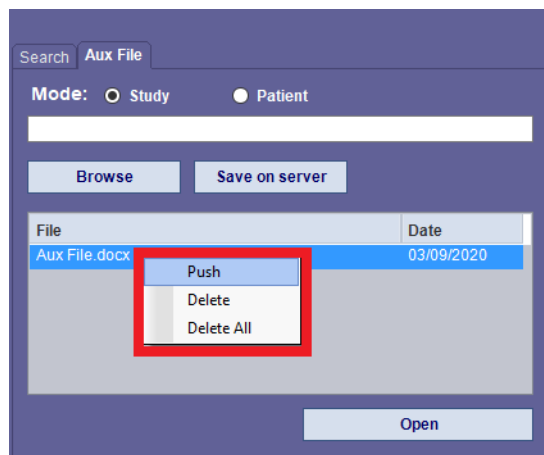 Search Aux File
Mode: Study Patient
Browse Save on server
File Date
Aux File.docx 03/09/2020
Push
Delete
Delete All
Open